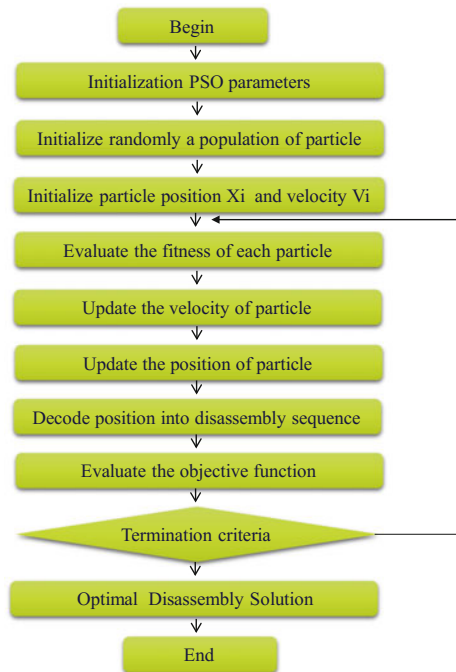 Begin
Initialization PSO parameters
Initialize randomly a population of particle
Initialize particle position Xi and velocity Vi
Evaluate the fitness of each particle
Update the velocity of particle
Update the position of particle
Decode position into disassembly sequence
Evaluate the objective function
Termination criteria
Optimal Disassembly Solution
End